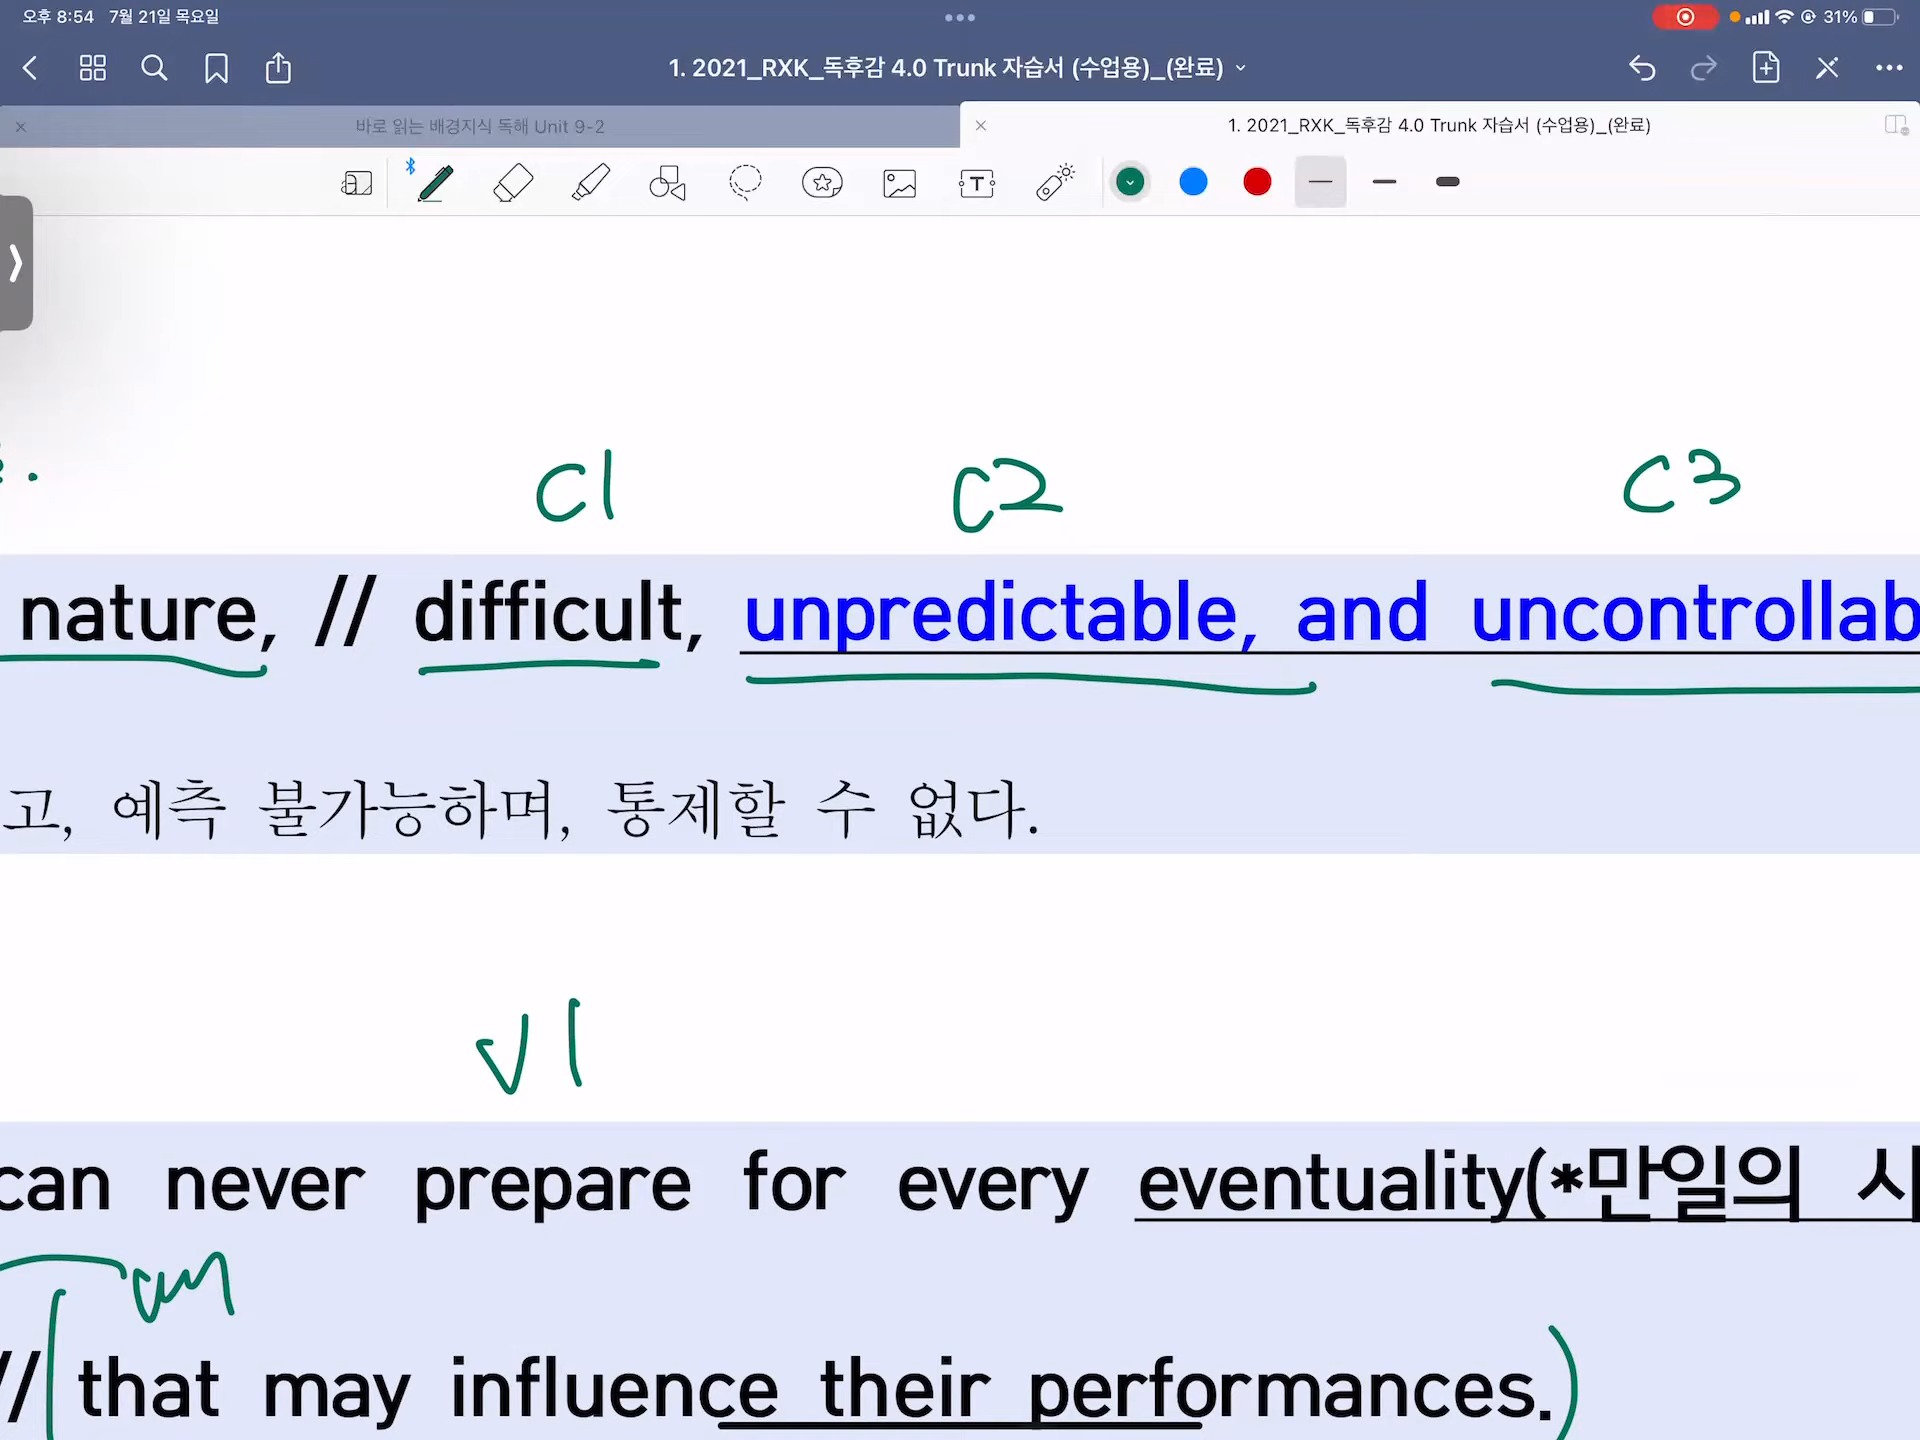 오후 8:54 7월 21일 목요일
31%
1. 2021_RXK_독후감 4.0 Trunk 자습서 (수업용)_(완료)
바로 읽는 배경지식 독해 Unit 9-2
1. 2021_RXK_독후감 4.0 Trunk 자습서 (수업용)_(완료)
C1 C2 C3
nature, // difficult, unpredictable, and uncontrollab
고, 예측 불가능하며, 통제할 수 없다.
V1
can never prepare for every eventuality(*만일의 사
// (that may influence their performances.)